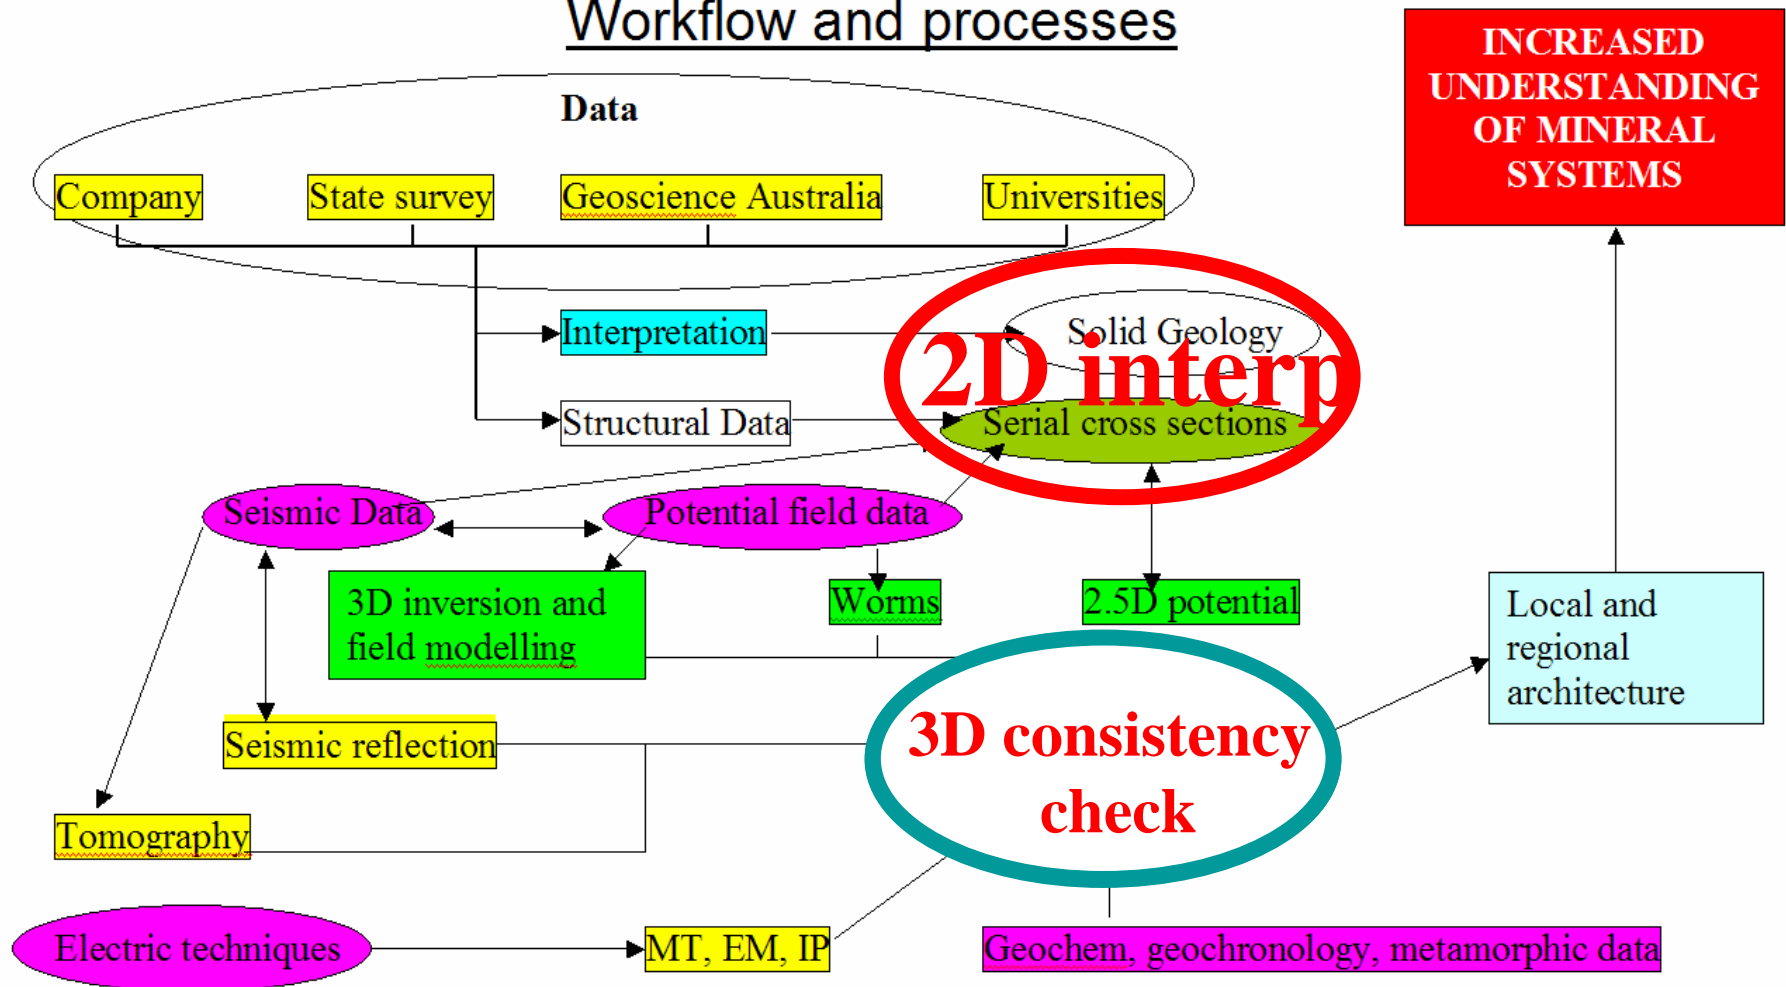 Workflow and processes
INCREASED
UNDERSTANDING
OF MINERAL
SYSTEMS
Data
Company
State survey
Geoscience Australia
Universities
Interpretation
Solid Geology
2D interp
Structural Data
Serial cross sections
Seismic Data
Potential field data
3D inversion and
field modelling
Worms
2.5D potential
Local and
regional
architecture
Seismic reflection
3D consistency
check
Tomography
Electric techniques
MT, EM, IP
Geochem, geochronology, metamorphic data